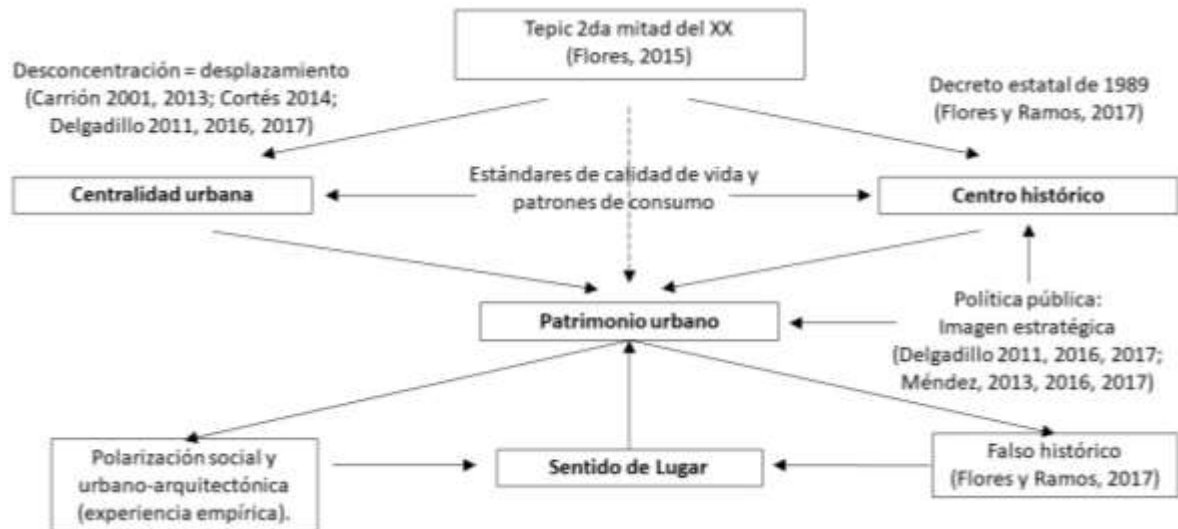 Tepic 2da mitad del XX
(Flores, 2015)
Desconcentración = desplazamiento
(Carrión 2001, 2013; Cortés 2014;
Delgadillo 2011, 2016, 2017)
Decreto estatal de 1989
(Flores y Ramos, 2017)
Centralidad urbana
Estándares de calidad de vida y
patrones de consumo
Centro histórico
Patrimonio urbano
Política pública:
Imagen estratégica
(Delgadillo 2011, 2016, 2017;
Méndez, 2013, 2016, 2017)
Polarización social y
urbano-arquitectónica
(experiencia empírica).
Sentido de Lugar
Falso histórico
(Flores y Ramos, 2017)